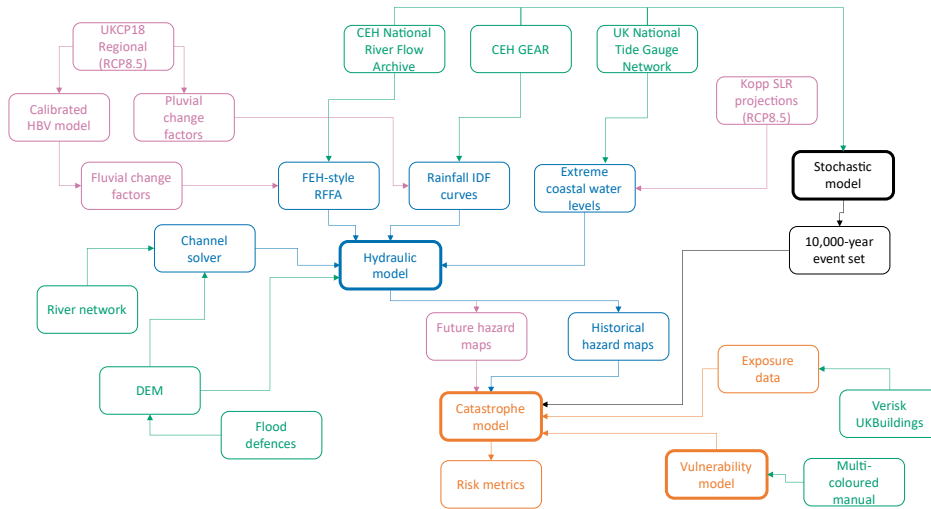 UKCP18
Regional
(RCP8.5)
CEH National
River Flow
Archive
CEH GEAR
UK National
Tide Gauge
Network
Kopp SLR
projections
(RCP8.5)
Calibrated
HBV model
Pluvial
change
factors
Fluvial change
factors
FEH-style
RFFA
Rainfall IDF
curves
Extreme
coastal water
levels
Stochastic
model
Channel
solver
Hydraulic
model
10,000-year
event set
River network
Future hazard
maps
Historical
hazard maps
Exposure
data
DEM
Catastrophe
model
Verisk
UKBuildings
Flood
defences
Risk metrics
Vulnerability
model
Multi-
coloured
manual